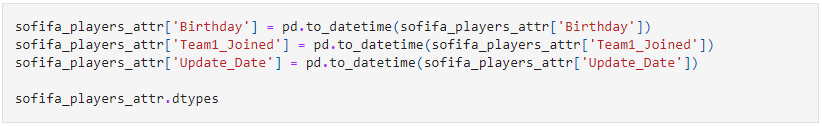 sofifa_players_attr['Birthday'] = pd.to_datetime(sofifa_players_attr['Birthday'])
sofifa_players_attr['Team1_Joined'] = pd.to_datetime(sofifa_players_attr['Team1_Joined'])
sofifa_players_attr['Update_Date'] = pd.to_datetime(sofifa_players_attr['Update_Date'])
sofifa_players_attr.dtypes